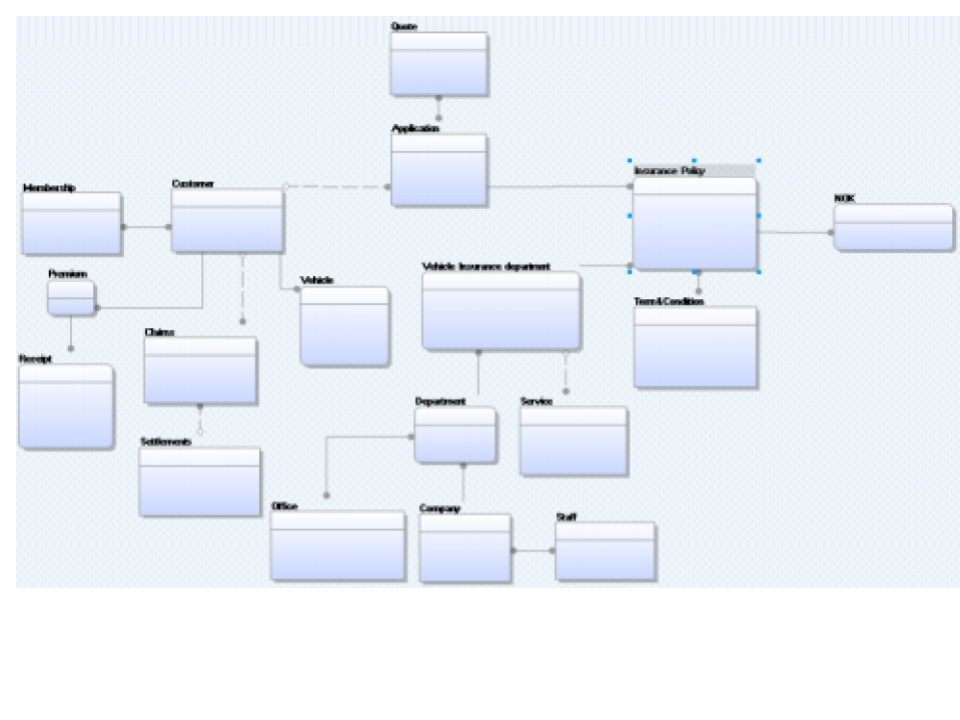 Quote
Application
Insurance Policy
Membership
Customer
NOK
Premium
Vehicle
Vehicle Insurance department
Term&Condition
Claims
Receipt
Department
Service
Settlements
Office
Company
Staff